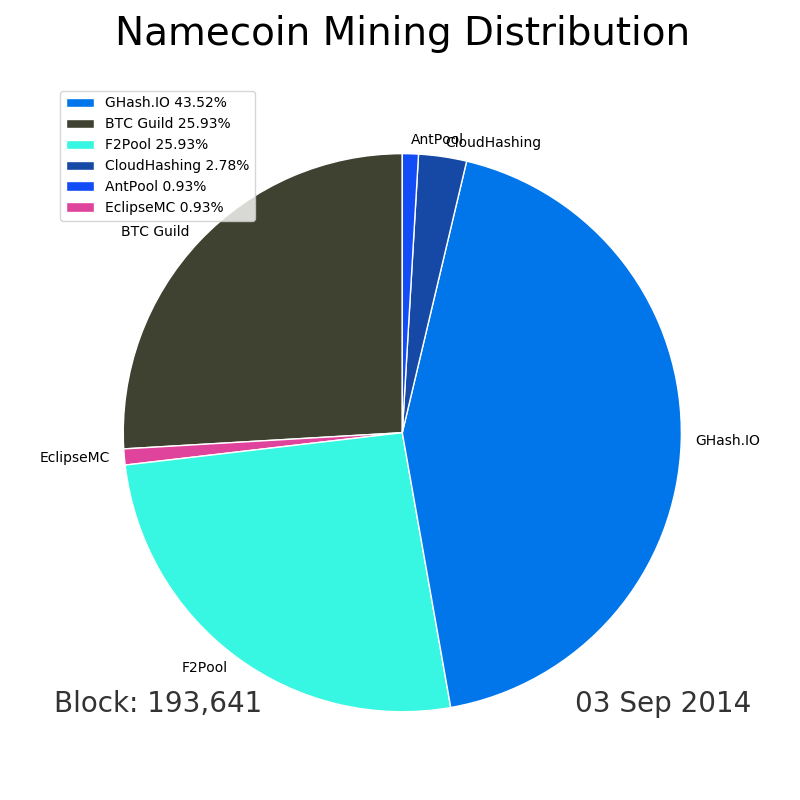 Namecoin Mining Distribution
GHash.IO 43.52%
BTC Guild 25.93%
F2Pool 25.93%
CloudHashing 2.78%
AntPool 0.93%
EclipseMC 0.93%
AntPool
CloudHashing
BTC Guild
GHash.IO
EclipseMC
F2Pool
Block: 193,641
03 Sep 2014